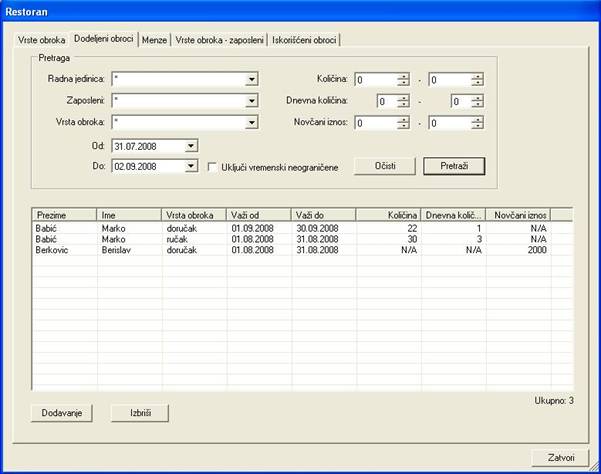 Restoran
Vrste obroka Dodeljeni obroci Menze Vrste obroka - zaposleni Iskorišćeni obroci
Pretraga
Radna jedinica: * Količina: 0 - 0
Zaposleni: * Dnevna količina: 0 - 0
Vrsta obroka: * Novčani iznos: 0 - 0
Od: 31.07.2008
Do: 02.09.2008 Uključi vremenski neograničene Očisti Pretraži
Prezime Ime Vrsta obroka Važi od Važi do Količina Dnevna količ... Novčani iznos
Babić Marko doručak 01.09.2008 30.09.2008 22 1 N/A
Babić Marko ručak 01.08.2008 31.08.2008 30 3 N/A
Berkovic Berislav doručak 01.08.2008 31.08.2008 N/A N/A 2000
Ukupno: 3
Dodavanje Izbriši
Zatvori